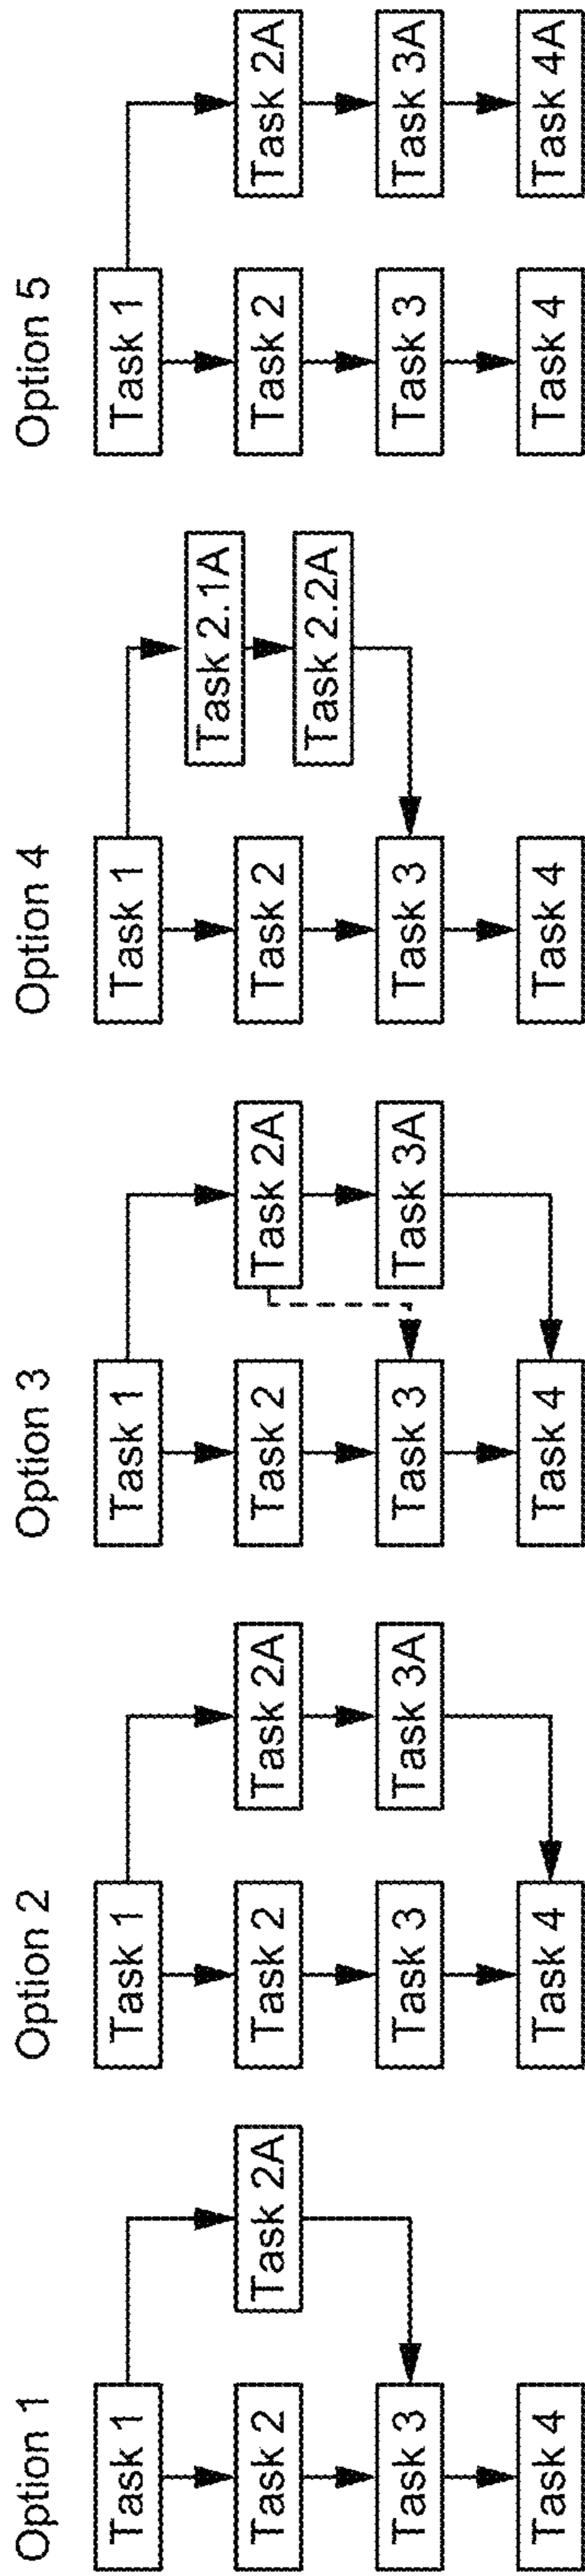 Option 1
Task 1
Task 2
Task 2A
Task 3
Task 4
Option 2
Task 1
Task 2
Task 2A
Task 3
Task 3A
Task 4
Option 3
Task 1
Task 2
Task 2A
Task 3
Task 3A
Task 4
Option 4
Task 1
Task 2.1A
Task 2
Task 2.2A
Task 3
Task 4
Option 5
Task 1
Task 2
Task 2A
Task 3
Task 3A
Task 4
Task 4A